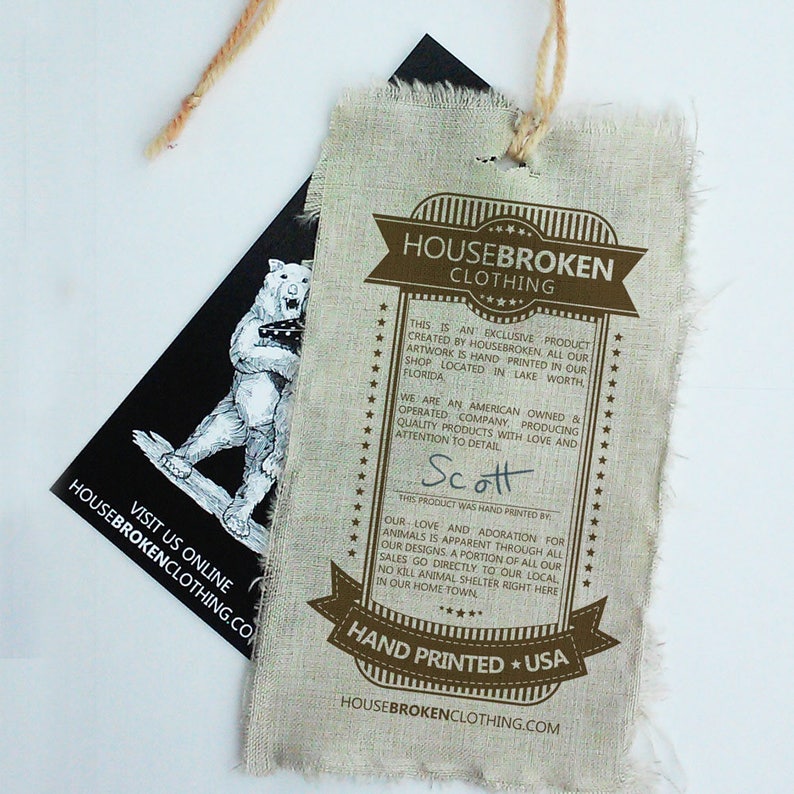 HOUSEBROKEN
CLOTHING
THIS IS AN EXCLUSIVE PRODUCT
CREATED BY HOUSEBROKEN. ALL OUR
ARTWORK IS HAND PRINTED IN OUR
SHOP LOCATED IN LAKE WORTH,
FLORIDA.
WE ARE AN AMERICAN OWNED &
OPERATED COMPANY, PRODUCING
QUALITY PRODUCTS WITH LOVE AND
ATTENTION TO DETAIL.
Scott
THIS PRODUCT WAS HAND PRINTED BY:
OUR LOVE AND ADORATION FOR
ANIMALS IS APPARENT THROUGH ALL
OUR DESIGNS. A PORTION OF ALL OUR
SALES GO DIRECTLY TO OUR LOCAL,
NO KILL ANIMAL SHELTER RIGHT HERE
IN OUR HOME TOWN.
HAND PRINTED ★ USA
HOUSEBROKENCLOTHING.COM
VISIT US ONLINE
HOUSEBROKENCLOTHING.CO